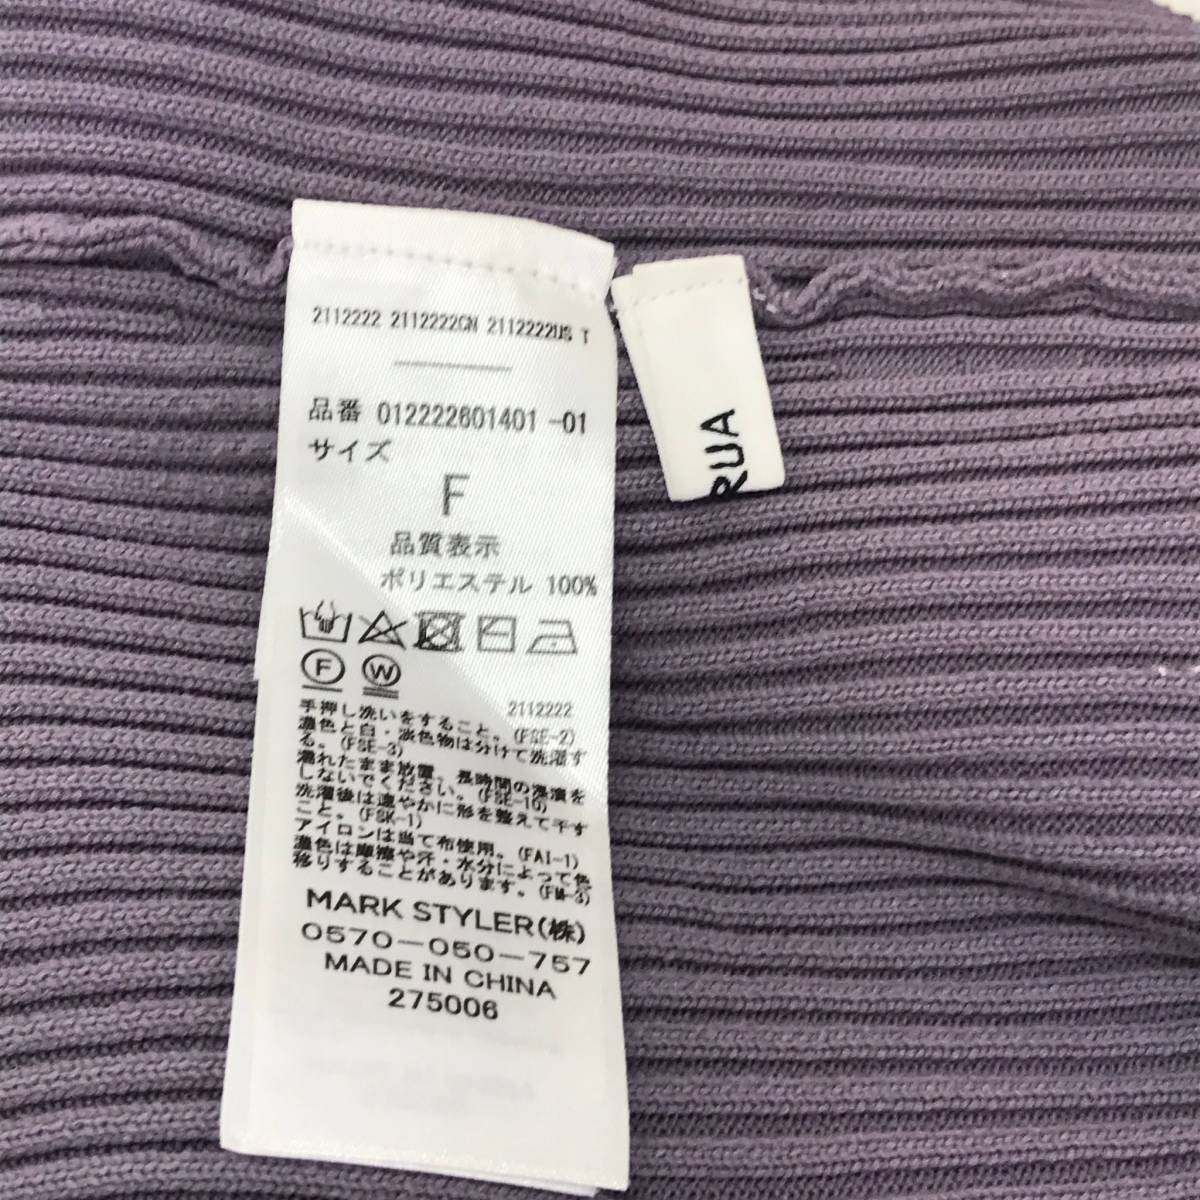 2112222 2112222CN 2112222US T
品番 012222601401 -01
サイズ
F
品質表示
ポリエステル 100%
F W
2112222
手押し洗いをすること。(FSE-2)
濃色と白・淡色物は分けて洗濯す
る。(FSE-3)
濡れたまま放置、長時間の浸漬を
しないでください。(FSE-10)
洗濯後は速やかに形を整えて干す
こと。(FSK-1)
アイロンは当て布使用。(FAI-1)
濃色は摩擦や汗・水分によって色
移りすることがあります。(FW-3)
MARK STYLER(株)
0570-050-757
MADE IN CHINA
275006
RUA